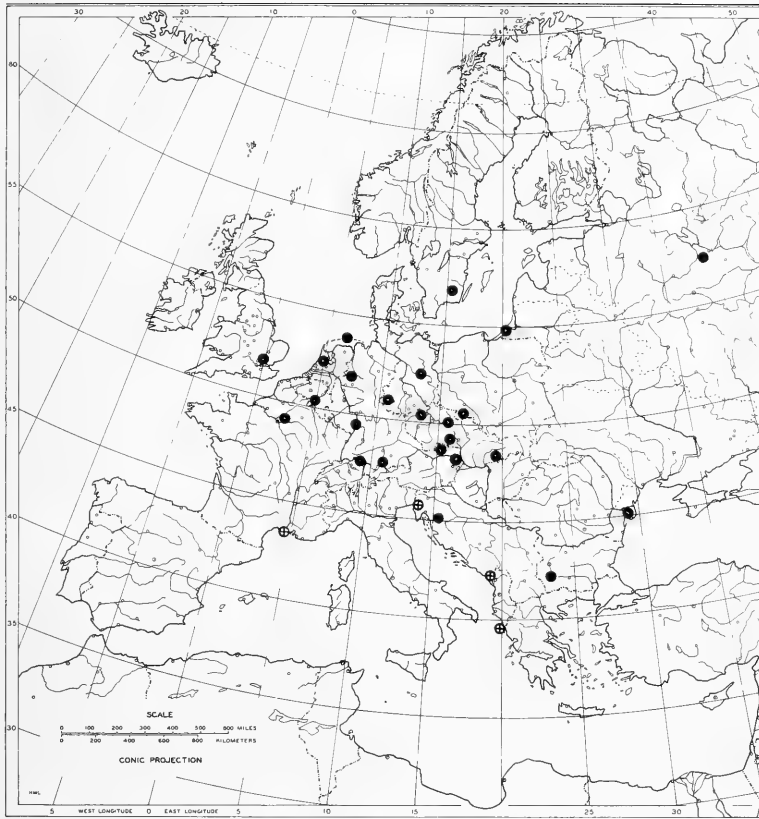 30 20 10 0 10 20 30 40 50
60
55
50
45
40
35
30
SCALE
0 100 200 300 400 500 600 MILES
0 200 400 600 800 KILOMETERS
CONIC PROJECTION
HML
5 WEST LONGITUDE 0 EAST LONGITUDE 5 10 15 20 25 30